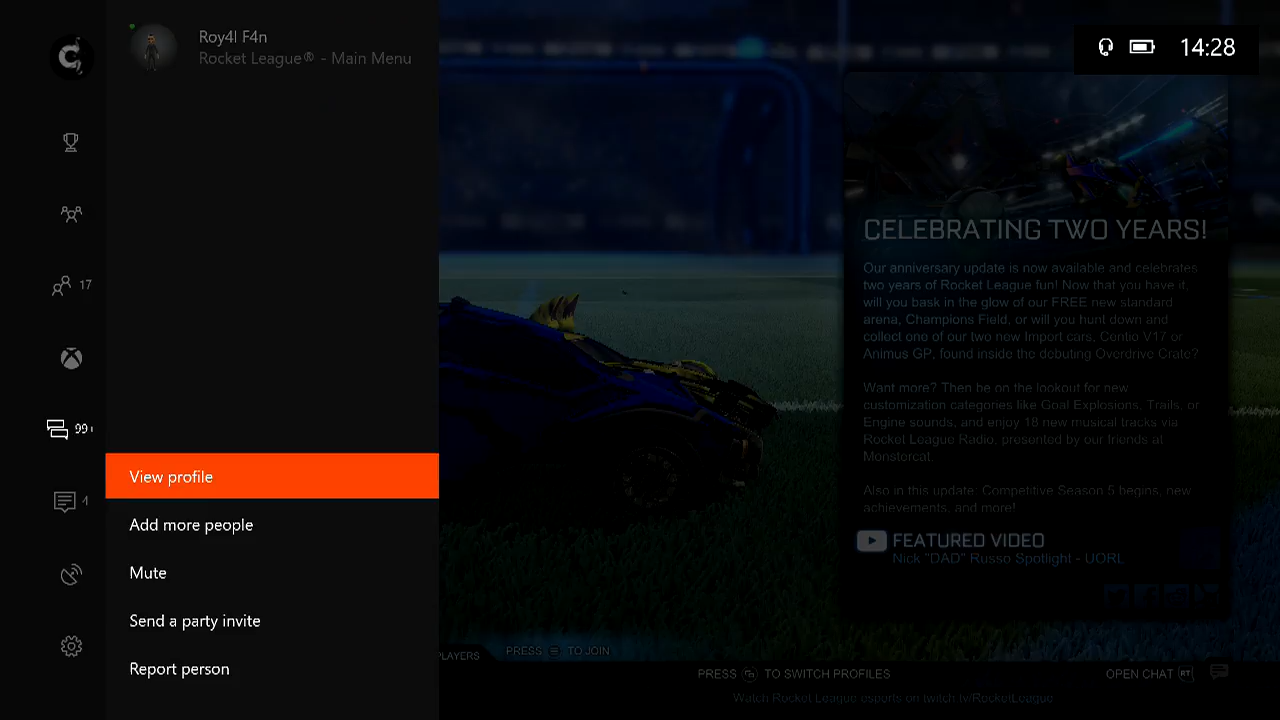 Roy4l F4n
Rocket League® - Main Menu
14:28
17
99+
4
View profile
Add more people
Mute
Send a party invite
Report person
CELEBRATING TWO YEARS!
Our anniversary update is now available and celebrates
two years of Rocket League fun! Now that you have it,
will you bask in the glow of our FREE new standard
arena, Champions Field, or will you hunt down and
collect one of our two new Import cars, Centio V17 or
Animus GP, found inside the debuting Overdrive Crate?
Want more? Then be on the lookout for new
customization categories like Goal Explosions, Trails, or
Engine sounds, and enjoy 18 new musical tracks via
Rocket League Radio, presented by our friends at
Monstercat.
Also in this update: Competitive Season 5 begins, new
achievements, and more!
FEATURED VIDEO
Nick "DAD" Russo Spotlight - UORL
PLAYERS
PRESS TO JOIN
PRESS TO SWITCH PROFILES
OPEN CHAT RT
Watch Rocket League esports on twitch.tv/RocketLeague